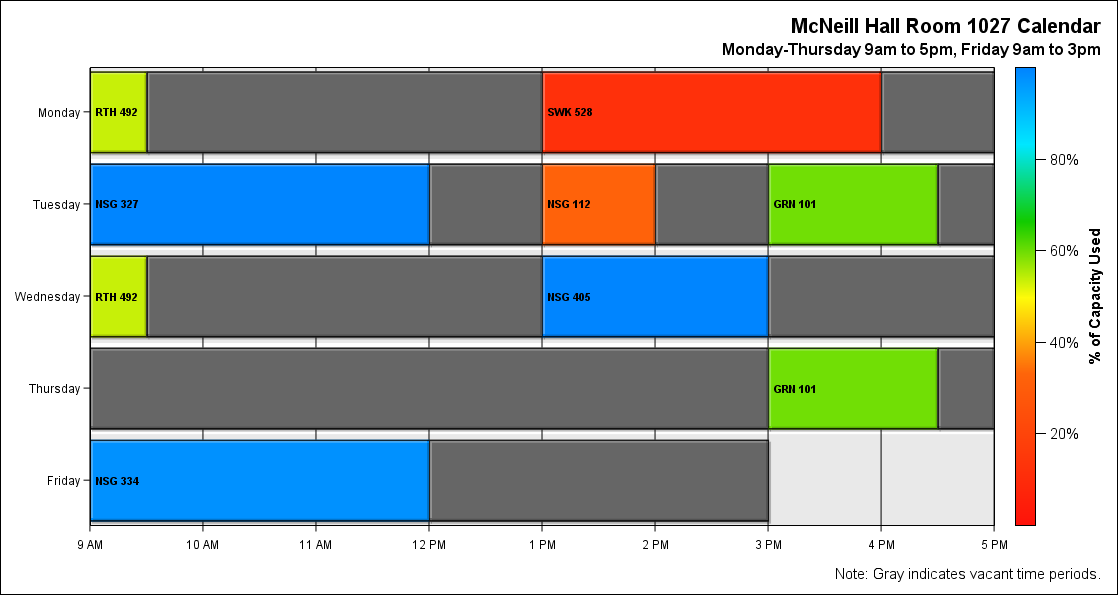 McNeill Hall Room 1027 Calendar
Monday-Thursday 9am to 5pm, Friday 9am to 3pm
Monday
RTH 492
SWK 528
Tuesday
NSG 327
NSG 112
GRN 101
Wednesday
RTH 492
NSG 405
Thursday
GRN 101
Friday
NSG 334
9 AM
10 AM
11 AM
12 PM
1 PM
2 PM
3 PM
4 PM
5 PM
80%
60%
40%
20%
% of Capacity Used
Note: Gray indicates vacant time periods.